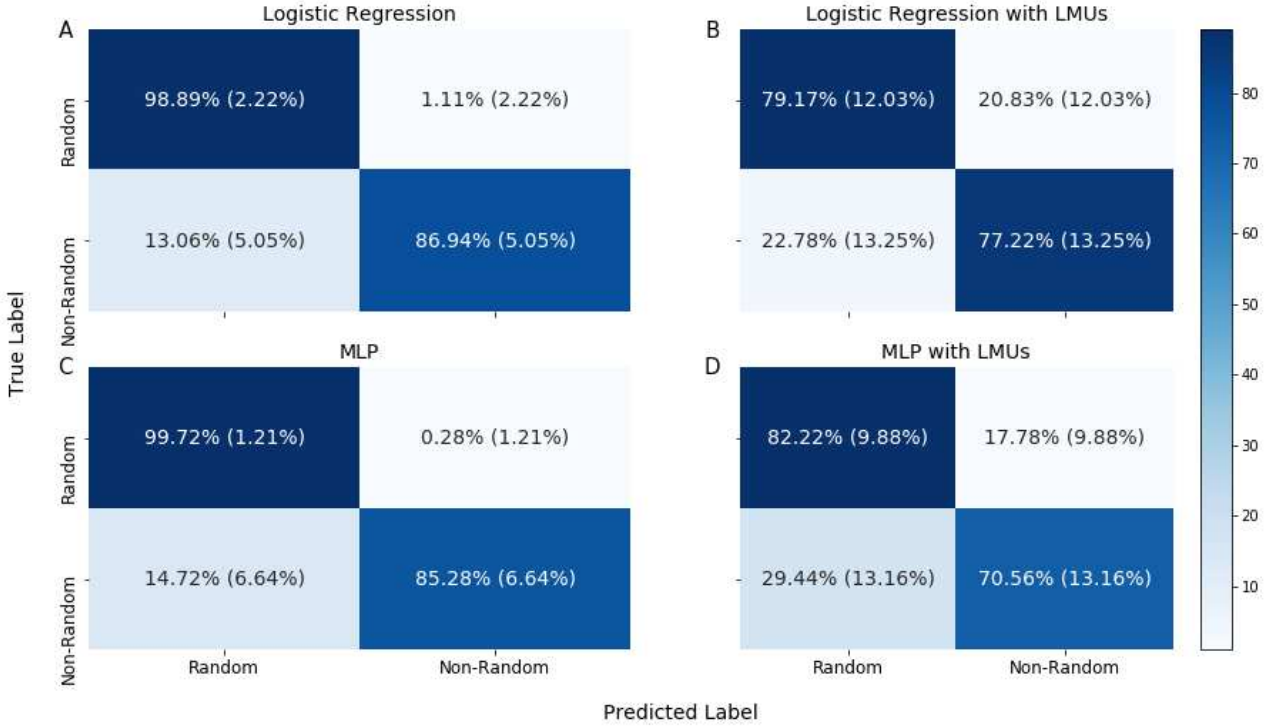 A
Logistic Regression
B
Logistic Regression with LMUs
Random
98.89% (2.22%)
1.11% (2.22%)
79.17% (12.03%)
20.83% (12.03%)
Non-Random
13.06% (5.05%)
86.94% (5.05%)
22.78% (13.25%)
77.22% (13.25%)
True Label
C
MLP
D
MLP with LMUs
Random
99.72% (1.21%)
0.28% (1.21%)
82.22% (9.88%)
17.78% (9.88%)
Non-Random
14.72% (6.64%)
85.28% (6.64%)
29.44% (13.16%)
70.56% (13.16%)
Random
Non-Random
Random
Non-Random
Predicted Label
80
70
60
50
40
30
20
10